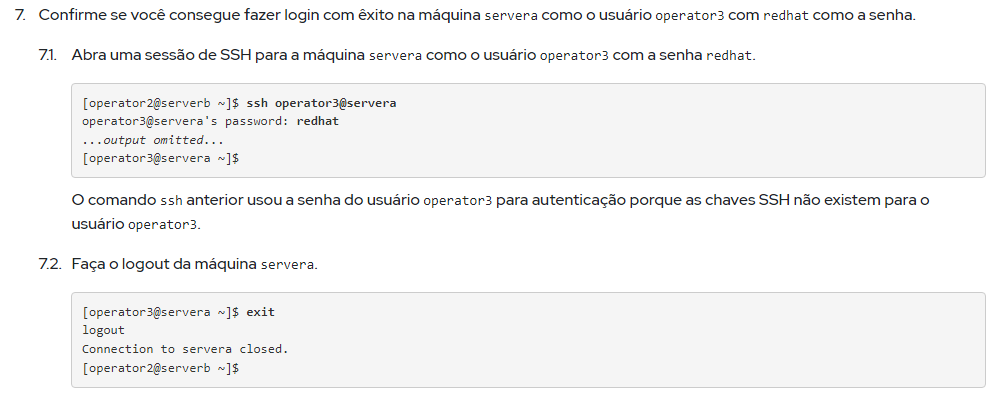 7. Confirme se você consegue fazer login com êxito na máquina servera como o usuário operator3 com redhat como a senha.
7.1. Abra uma sessão de SSH para a máquina servera como o usuário operator3 com a senha redhat.
[operator2@serverb ~]$ ssh operator3@servera
operator3@servera's password: redhat
...output omitted...
[operator3@servera ~]$
O comando ssh anterior usou a senha do usuário operator3 para autenticação porque as chaves SSH não existem para o
usuário operator3.
7.2. Faça o logout da máquina servera.
[operator3@servera ~]$ exit
logout
Connection to servera closed.
[operator2@serverb ~]$